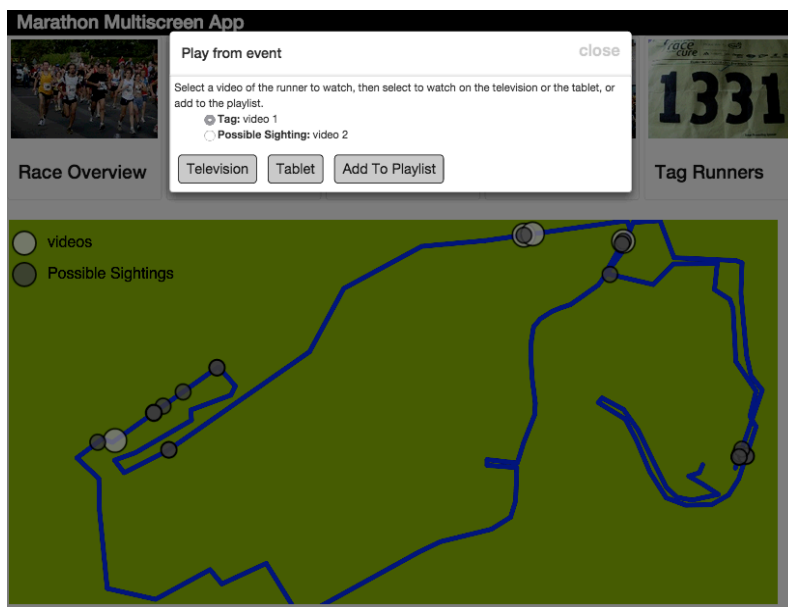 Marathon Multiscreen App
Play from event
close
Select a video of the runner to watch, then select to watch on the television or the tablet, or
add to the playlist.
Tag: video 1
Possible Sighting: video 2
Television
Tablet
Add To Playlist
race
cure
1331
Race Overview
Tag Runners
videos
Possible Sightings